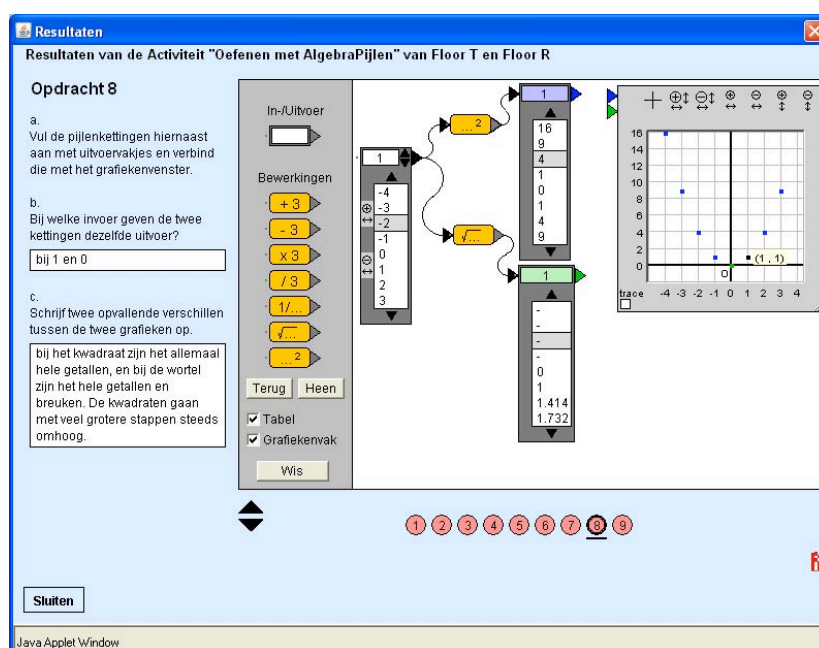 Resultaten
Resultaten van de Activiteit "Oefenen met AlgebraPijlen" van Floor T en Floor R
Opdracht 8
a.
Vul de pijlenkettingen hiernaast
aan met uitvoervakjes en verbind
die met het grafiekenvenster.
b.
Bij welke invoer geven de twee
kettingen dezelfde uitvoer?
bij 1 en 0
c.
Schrijf twee opvallende verschillen
tussen de twee grafieken op.
bij het kwadraat zijn het allemaal
hele getallen, en bij de wortel
zijn het hele getallen en
breuken. De kwadraten gaan
met veel grotere stappen steeds
omhoog.
In-/Uitvoer
Bewerkingen
+ 3
- 3
x 3
/ 3
1/...
√...
...²
Terug Heen
Tabel
Grafiekenvak
Wis
1
-4
-3
-2
-1
0
1
2
3
...²
√...
1
16
9
4
1
0
1
4
9
1
-
-
-
-
0
1
1.414
1.732
16
14
12
10
8
6
4
2
0
(1 , 1)
O
trace
-4 -3 -2 -1 0 1 2 3 4
1 2 3 4 5 6 7 8 9
Sluiten
Java Applet Window